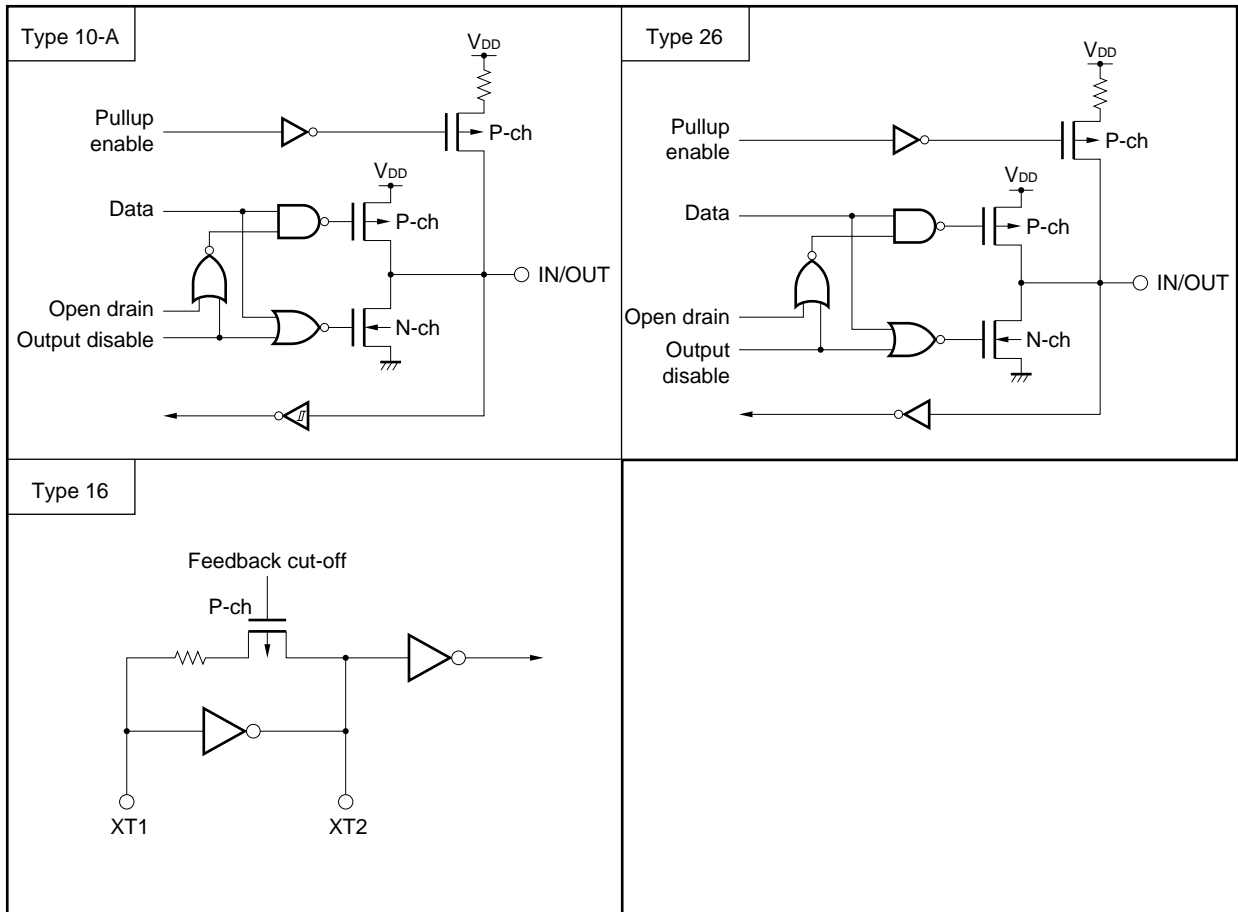 Type 10-A
VDD
Pullup
enable
P-ch
VDD
Data
P-ch
IN/OUT
Open drain
Output disable
N-ch
Type 26
VDD
Pullup
enable
P-ch
VDD
Data
P-ch
IN/OUT
Open drain
Output
disable
N-ch
Type 16
Feedback cut-off
P-ch
XT1
XT2